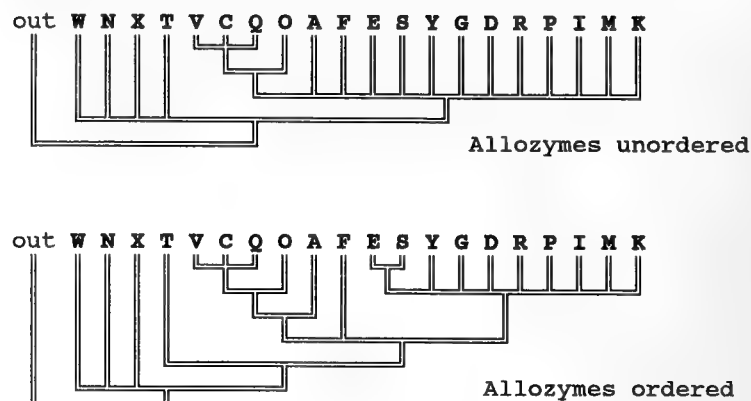 out W N X T V C Q O A F E S Y G D R P I M K
Allozymes unordered
out W N X T V C Q O A F E S Y G D R P I M K
Allozymes ordered